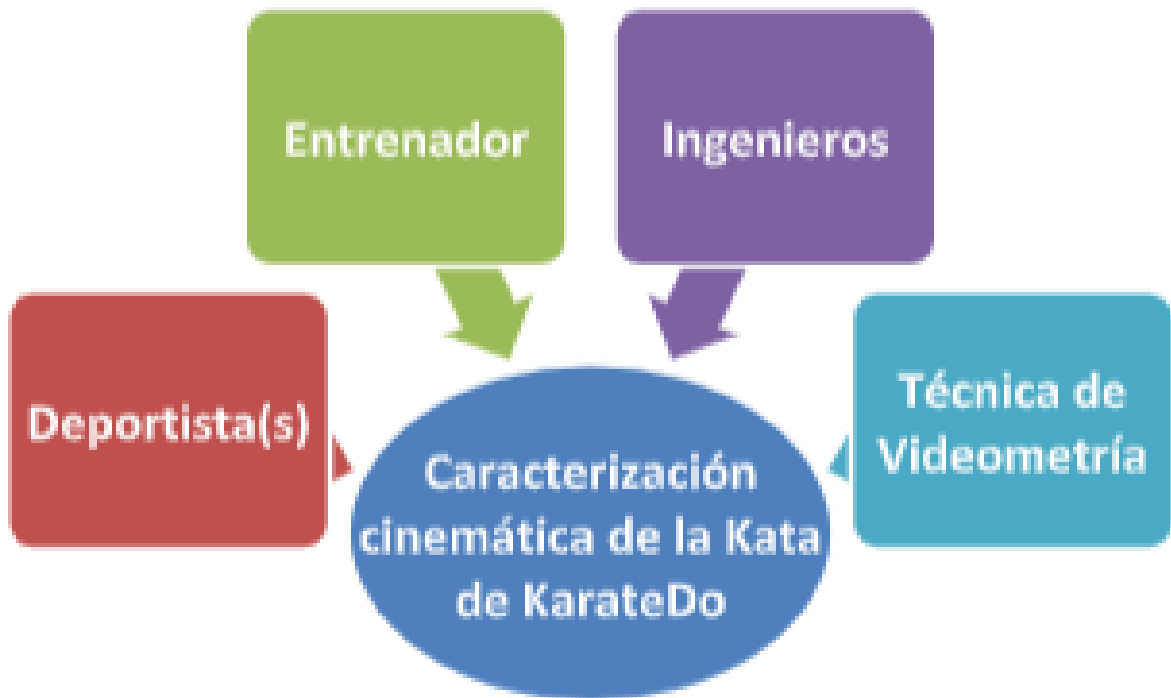 Entrenador
Ingenieros
Deportista(s)
Técnica de
Videometría
Caracterización
cinemática de la Kata
de KarateDo